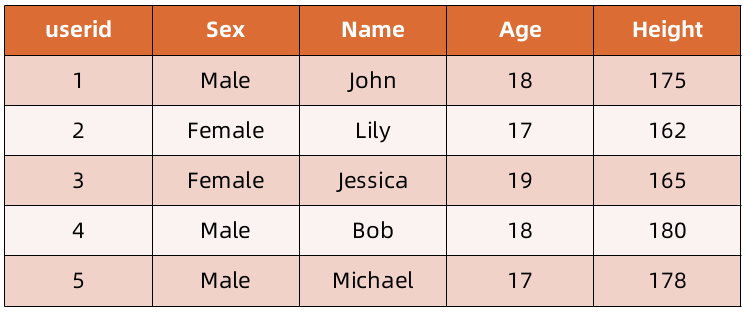 userid Sex Name Age Height
1 Male John 18 175
2 Female Lily 17 162
3 Female Jessica 19 165
4 Male Bob 18 180
5 Male Michael 17 178